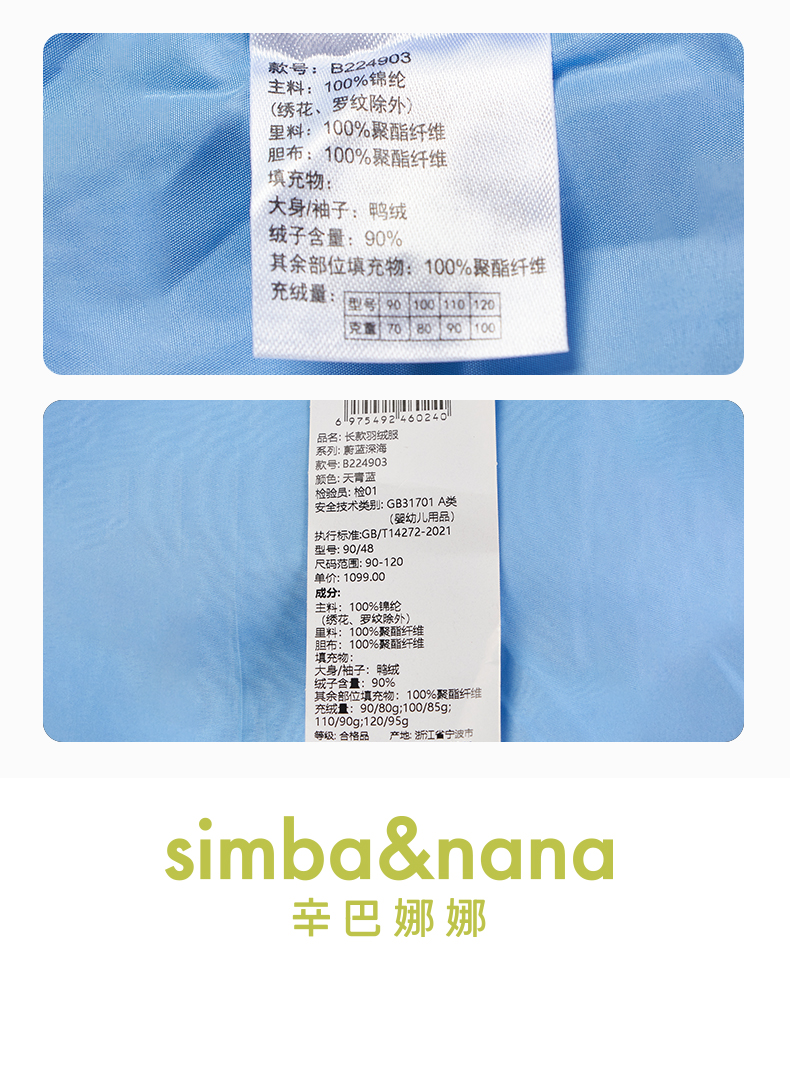 款号：B224903
主料：100%锦纶
（绣花、罗纹除外）
里料：100%聚酯纤维
胆布：100%聚酯纤维
填充物：
大身/袖子：鸭绒
绒子含量：90%
其余部位填充物：100%聚酯纤维
充绒量：
型号 90 100 110 120
克重 70 80 90 100
6 975492 460240
品名: 长款羽绒服
系列: 蔚蓝深海
款号: B224903
颜色: 天青蓝
检验员: 检01
安全技术类别: GB31701 A类
（婴幼儿用品）
执行标准:GB/T14272-2021
型号: 90/48
尺码范围: 90-120
单价: 1099.00
成分:
主料：100%锦纶
（绣花、罗纹除外）
里料：100%聚酯纤维
胆布：100%聚酯纤维
填充物：
大身/袖子：鸭绒
绒子含量：90%
其余部位填充物：100%聚酯纤维
充绒量：90/80g;100/85g;
110/90g;120/95g
等级: 合格品 产地: 浙江省宁波市
simba&nana
辛巴娜娜